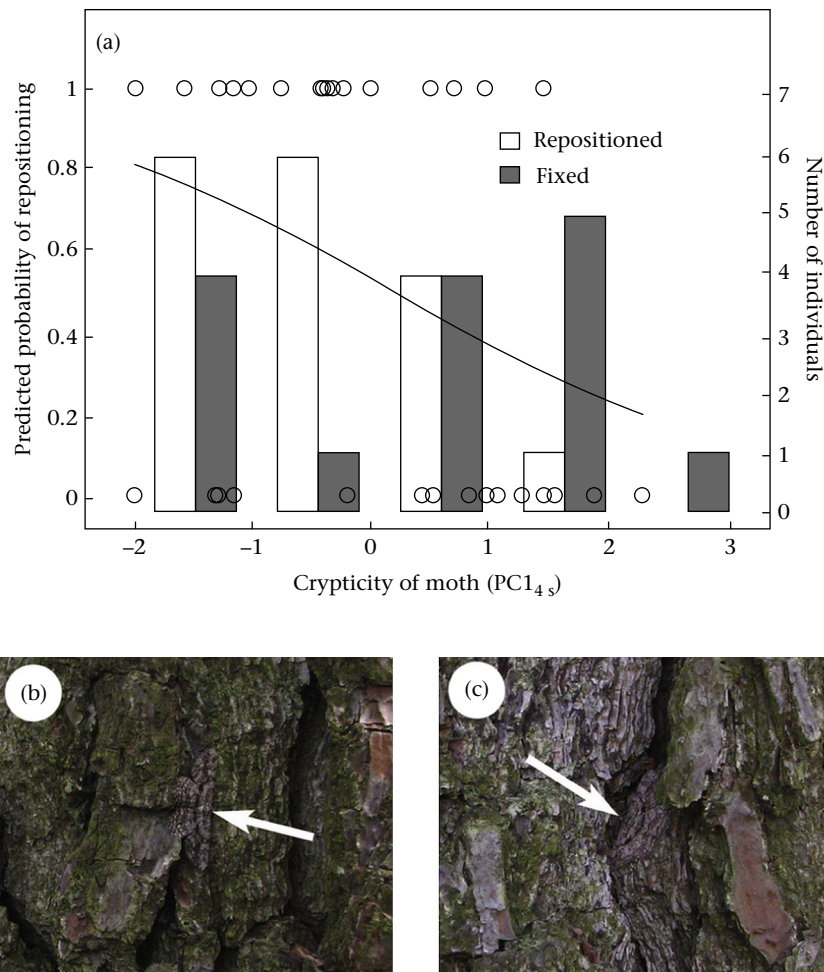 (a)
Predicted probability of repositioning
1
0.8
0.6
0.4
0.2
0
Repositioned
Fixed
7
6
5
4
3
2
1
0
Number of individuals
–2 –1 0 1 2 3
Crypticity of moth (PC1₄ ₛ)
(b)
(c)